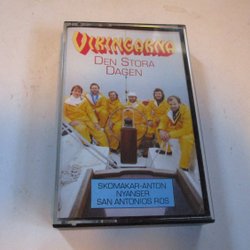 VIKINGARNA
DEN STORA
DAGEN
SKOMAKAR-ANTON
NYANSER
SAN ANTONIOS ROS